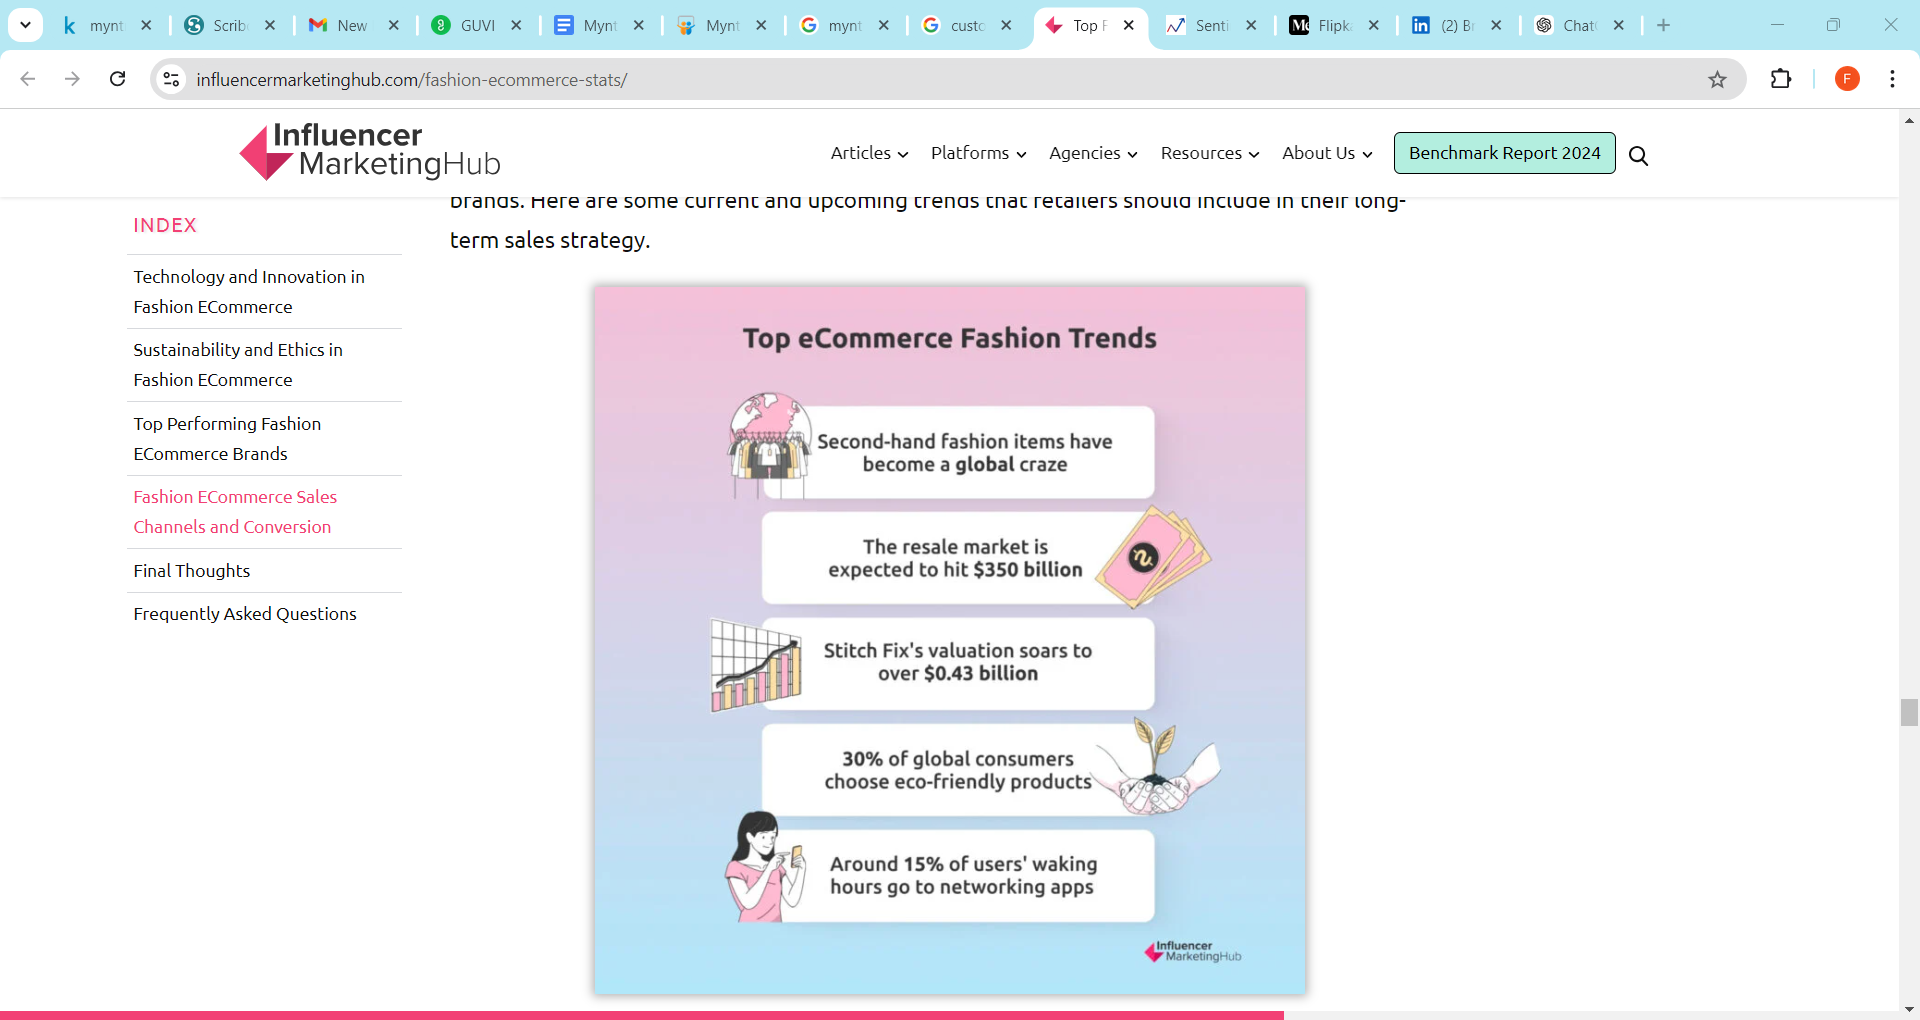 mynt
Scrib
New
GUVI
Mynt
Mynt
mynt
custo
Top F
Senti
Flipk
(2) Br
Chat
influencermarketinghub.com/fashion-ecommerce-stats/
F
Influencer
MarketingHub
Articles
Platforms
Agencies
Resources
About Us
Benchmark Report 2024
brands. Here are some current and upcoming trends that retailers should include in their long-
term sales strategy.
INDEX
Technology and Innovation in
Fashion ECommerce
Sustainability and Ethics in
Fashion ECommerce
Top Performing Fashion
ECommerce Brands
Fashion ECommerce Sales
Channels and Conversion
Final Thoughts
Frequently Asked Questions
Top eCommerce Fashion Trends
Second-hand fashion items have
become a global craze
The resale market is
expected to hit $350 billion
Stitch Fix's valuation soars to
over $0.43 billion
30% of global consumers
choose eco-friendly products
Around 15% of users' waking
hours go to networking apps
Influencer
MarketingHub